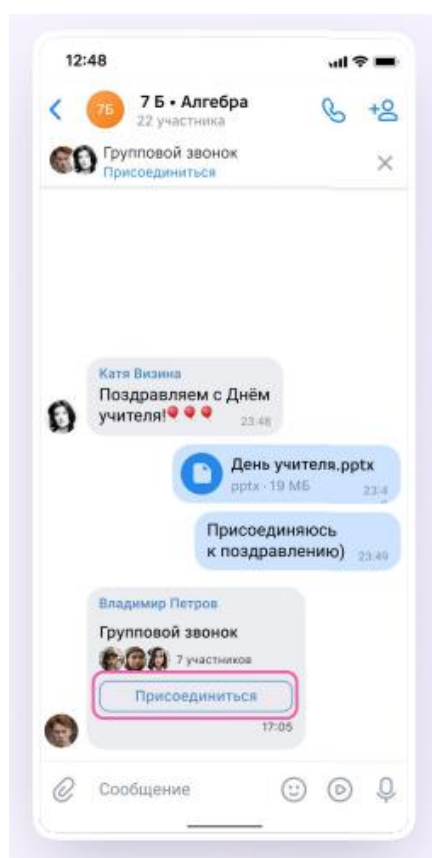 12:48
7Б
7 Б • Алгебра
22 участника
Групповой звонок
Присоединиться
Катя Визина
Поздравляем с Днём
учителя!
23:48
День учителя.pptx
pptx · 19 МБ
Присоединяюсь
к поздравлению)
23:49
Владимир Петров
Групповой звонок
7 участников
Присоединиться
17:05
Сообщение